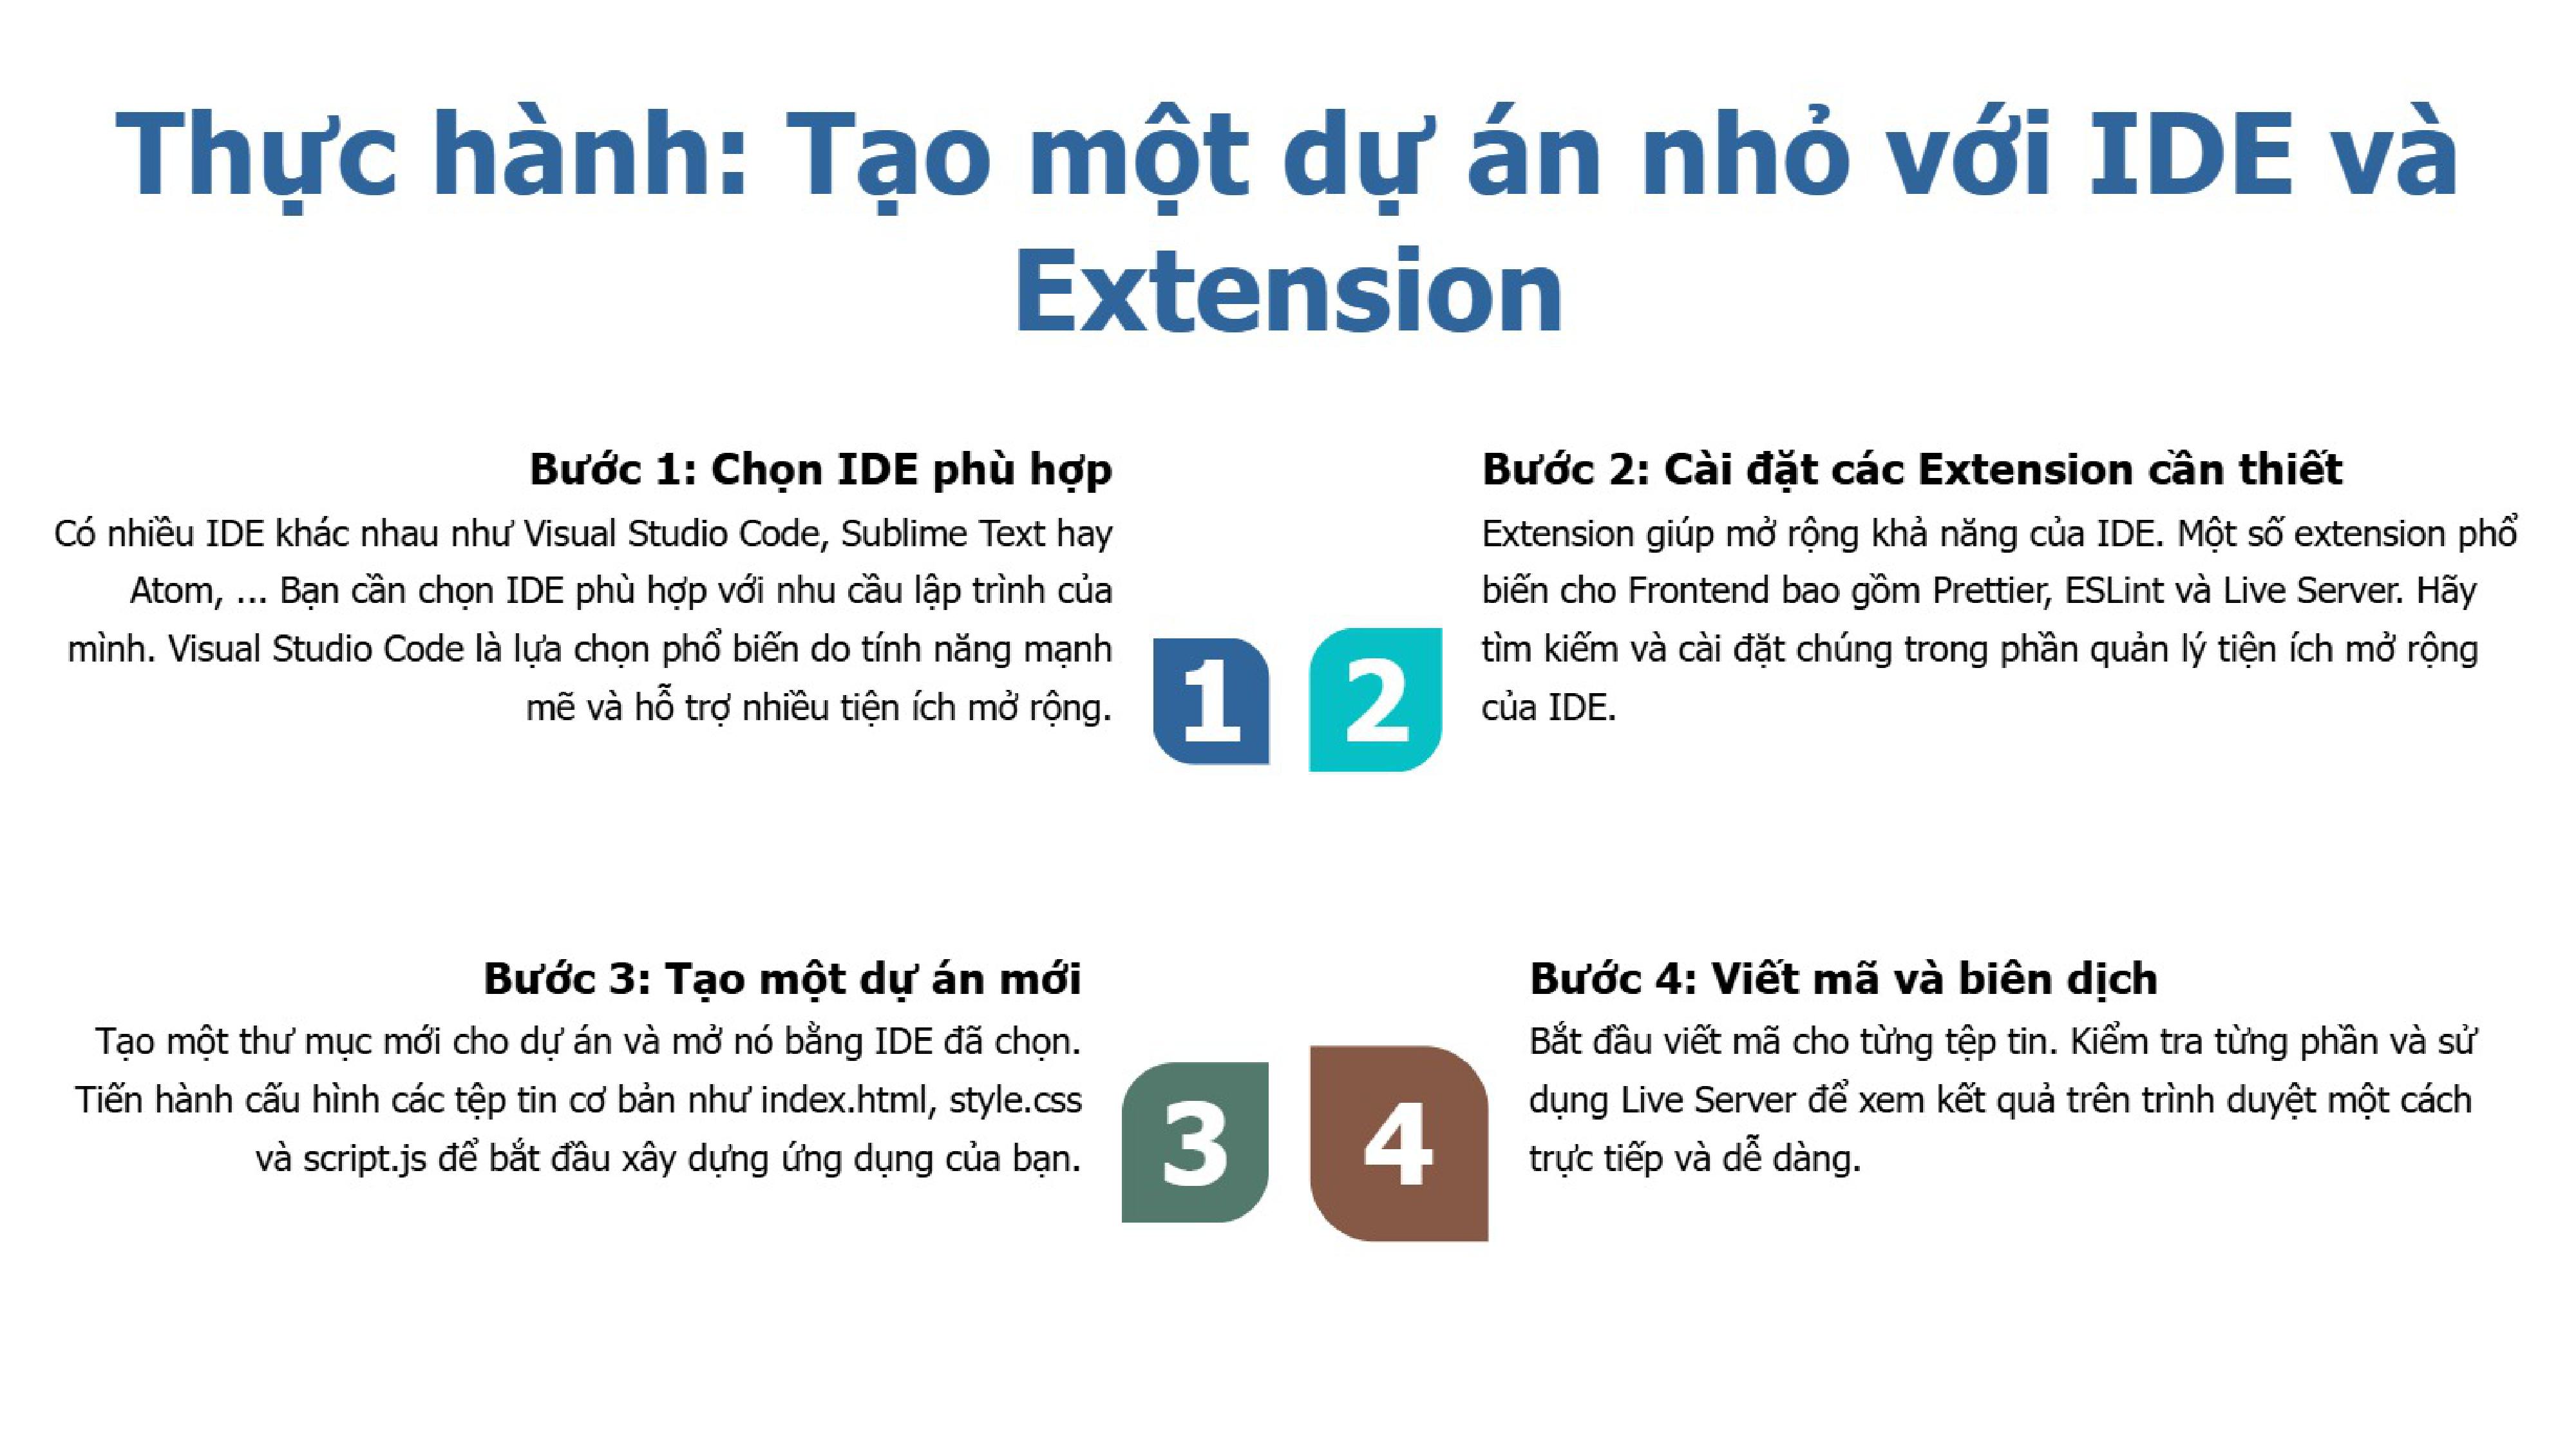 Thực hành: Tạo một dự án nhỏ với IDE và
Extension
Bước 1: Chọn IDE phù hợp
Có nhiều IDE khác nhau như Visual Studio Code, Sublime Text hay
Atom, ... Bạn cần chọn IDE phù hợp với nhu cầu lập trình của
mình. Visual Studio Code là lựa chọn phổ biến do tính năng mạnh
mẽ và hỗ trợ nhiều tiện ích mở rộng.
1
2
Bước 2: Cài đặt các Extension cần thiết
Extension giúp mở rộng khả năng của IDE. Một số extension phổ
biến cho Frontend bao gồm Prettier, ESLint và Live Server. Hãy
tìm kiếm và cài đặt chúng trong phần quản lý tiện ích mở rộng
của IDE.
Bước 3: Tạo một dự án mới
Tạo một thư mục mới cho dự án và mở nó bằng IDE đã chọn.
Tiến hành cấu hình các tệp tin cơ bản như index.html, style.css
và script.js để bắt đầu xây dựng ứng dụng của bạn.
3
4
Bước 4: Viết mã và biên dịch
Bắt đầu viết mã cho từng tệp tin. Kiểm tra từng phần và sử
dụng Live Server để xem kết quả trên trình duyệt một cách
trực tiếp và dễ dàng.